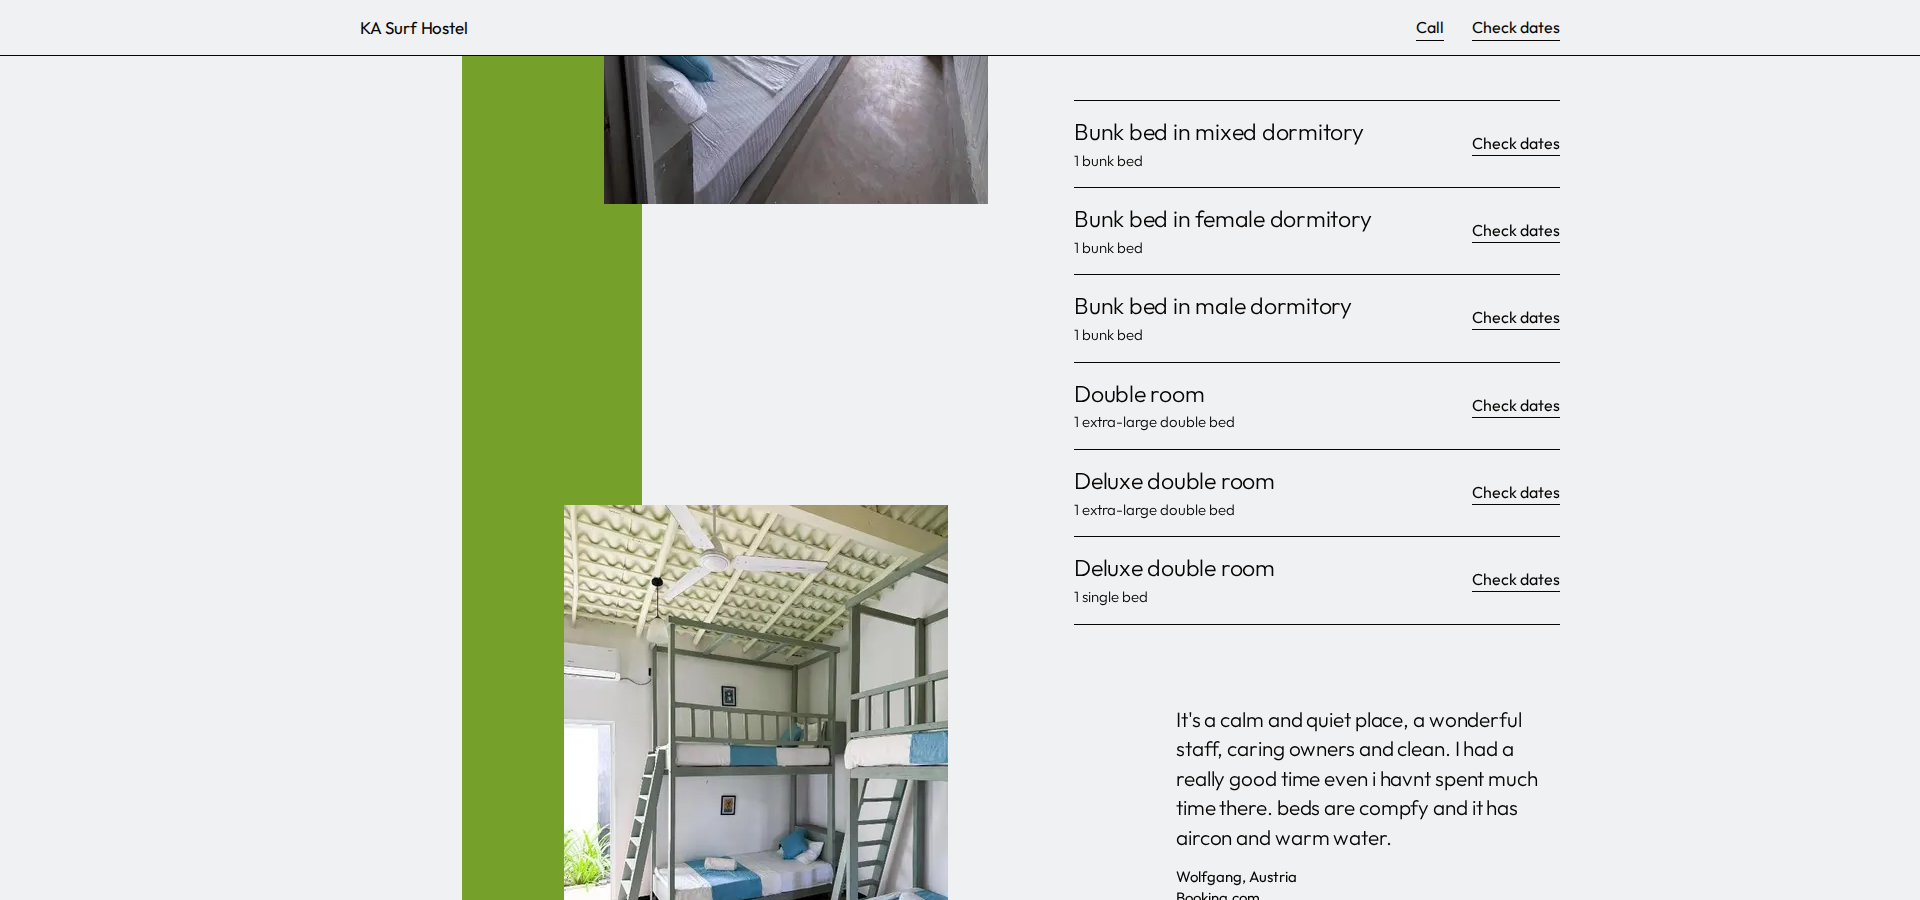 KA Surf Hostel
Call
Check dates
Bunk bed in mixed dormitory
1 bunk bed
Check dates
Bunk bed in female dormitory
1 bunk bed
Check dates
Bunk bed in male dormitory
1 bunk bed
Check dates
Double room
1 extra-large double bed
Check dates
Deluxe double room
1 extra-large double bed
Check dates
Deluxe double room
1 single bed
Check dates
It's a calm and quiet place, a wonderful
staff, caring owners and clean. I had a
really good time even i havnt spent much
time there. beds are compfy and it has
aircon and warm water.
Wolfgang, Austria
Booking.com